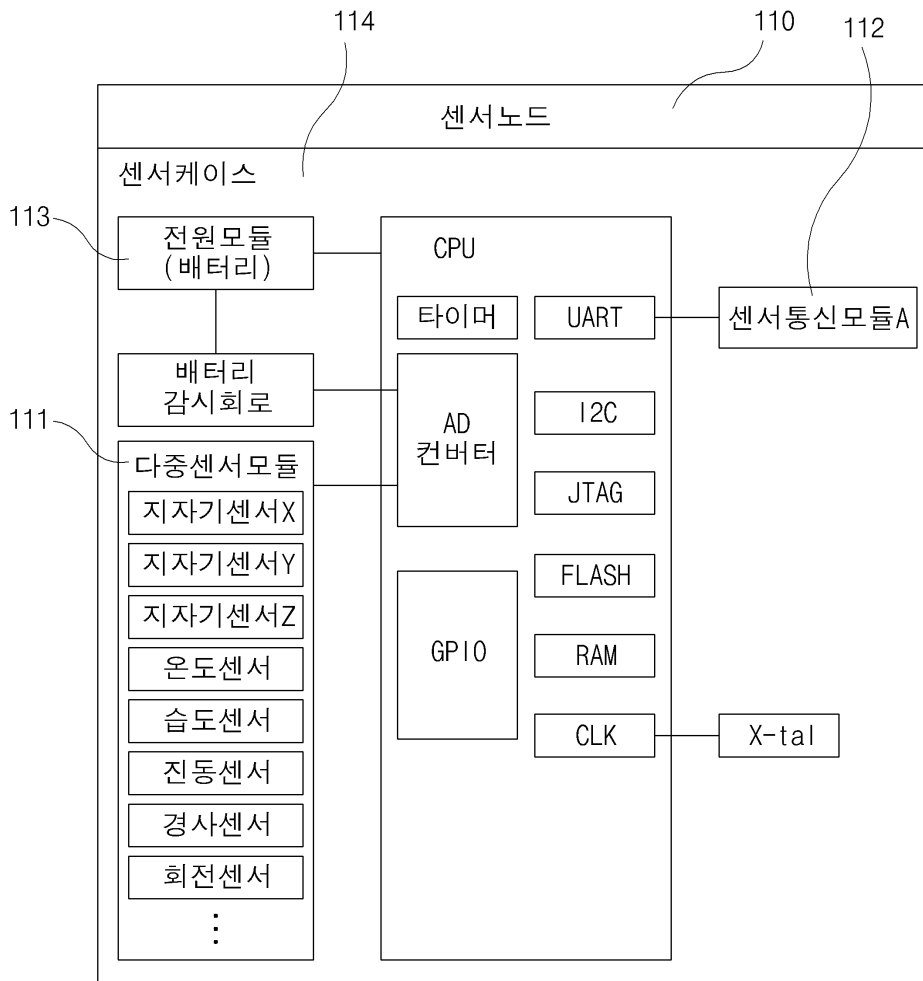 114
110
112
센서노드
센서케이스
113
전원모듈
(배터리)
CPU
타이머
UART
센서통신모듈A
배터리
감시회로
AD
컨버터
I2C
111
다중센서모듈
JTAG
지자기센서X
지자기센서Y
지자기센서Z
온도센서
습도센서
진동센서
경사센서
회전센서
⋮
FLASH
GPIO
RAM
CLK
X-tal